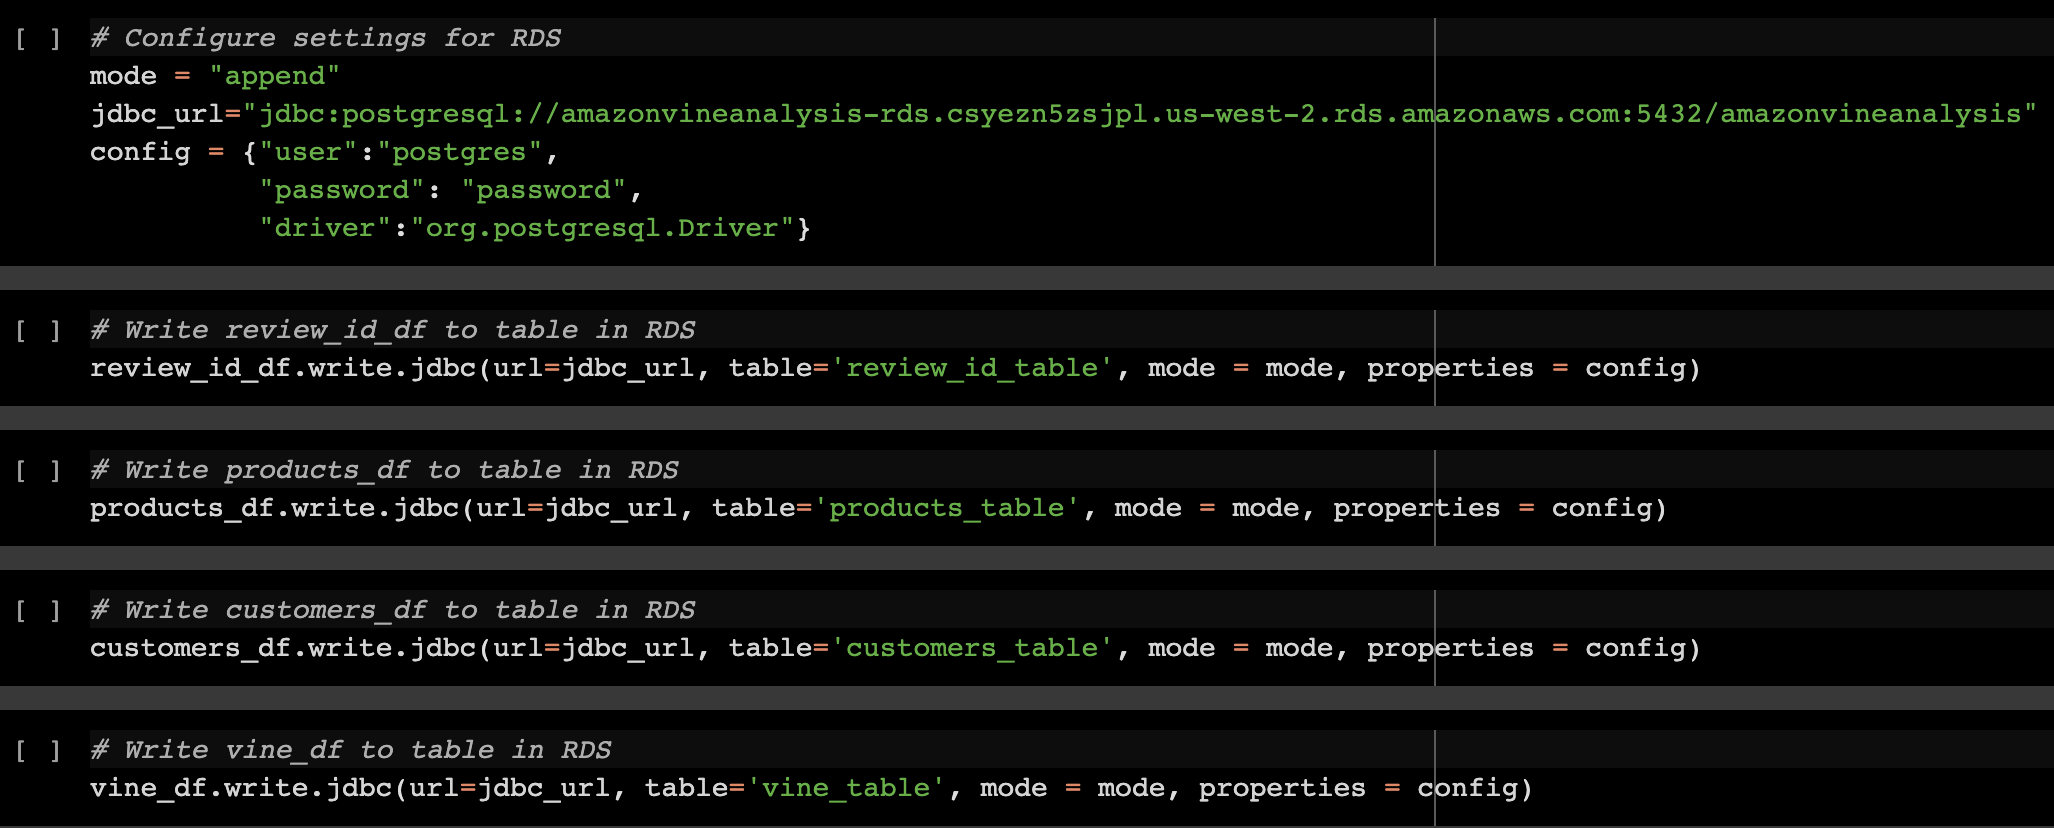 [ ] # Configure settings for RDS
mode = "append"
jdbc_url="jdbc:postgresql://amazonvineanalysis-rds.csyezn5zsjpl.us-west-2.rds.amazonaws.com:5432/amazonvineanalysis"
config = {"user":"postgres",
          "password": "password",
          "driver":"org.postgresql.Driver"}
[ ] # Write review_id_df to table in RDS
review_id_df.write.jdbc(url=jdbc_url, table='review_id_table', mode = mode, properties = config)
[ ] # Write products_df to table in RDS
products_df.write.jdbc(url=jdbc_url, table='products_table', mode = mode, properties = config)
[ ] # Write customers_df to table in RDS
customers_df.write.jdbc(url=jdbc_url, table='customers_table', mode = mode, properties = config)
[ ] # Write vine_df to table in RDS
vine_df.write.jdbc(url=jdbc_url, table='vine_table', mode = mode, properties = config)